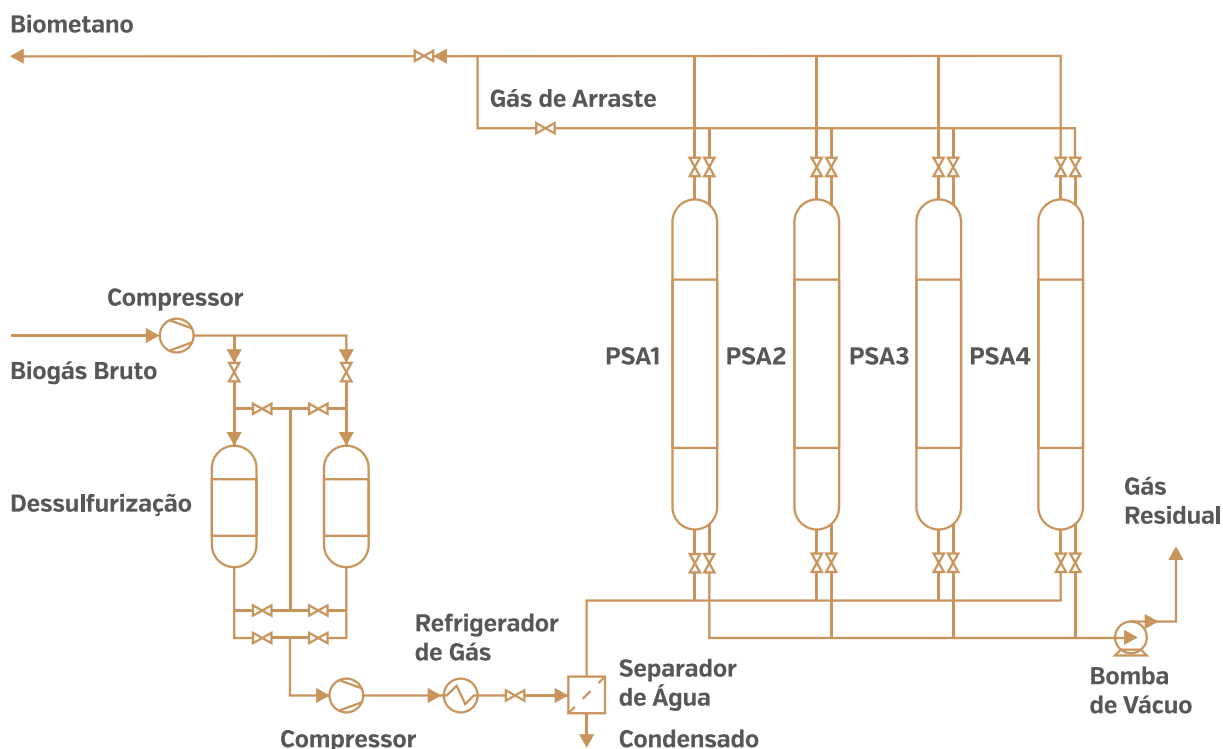 Biometano
Gás de Arraste
Compressor
Biogás Bruto
PSA1
PSA2
PSA3
PSA4
Dessulfurização
Gás
Residual
Refrigerador
de Gás
Separador
de Água
Bomba
de Vácuo
Compressor
Condensado